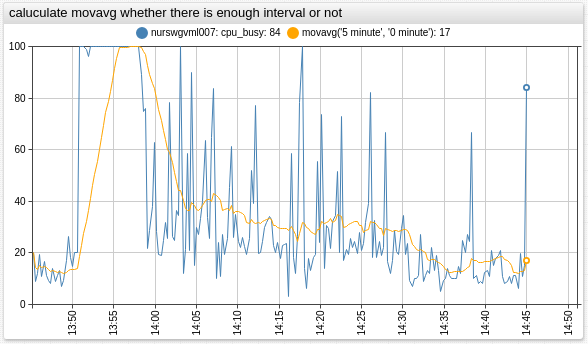 caluculate movavg whether there is enough interval or not
nurswgvml007: cpu_busy: 84 movavg('5 minute', '0 minute'): 17
100
80
60
40
20
0
13:50 13:55 14:00 14:05 14:10 14:15 14:20 14:25 14:30 14:35 14:40 14:45 14:50